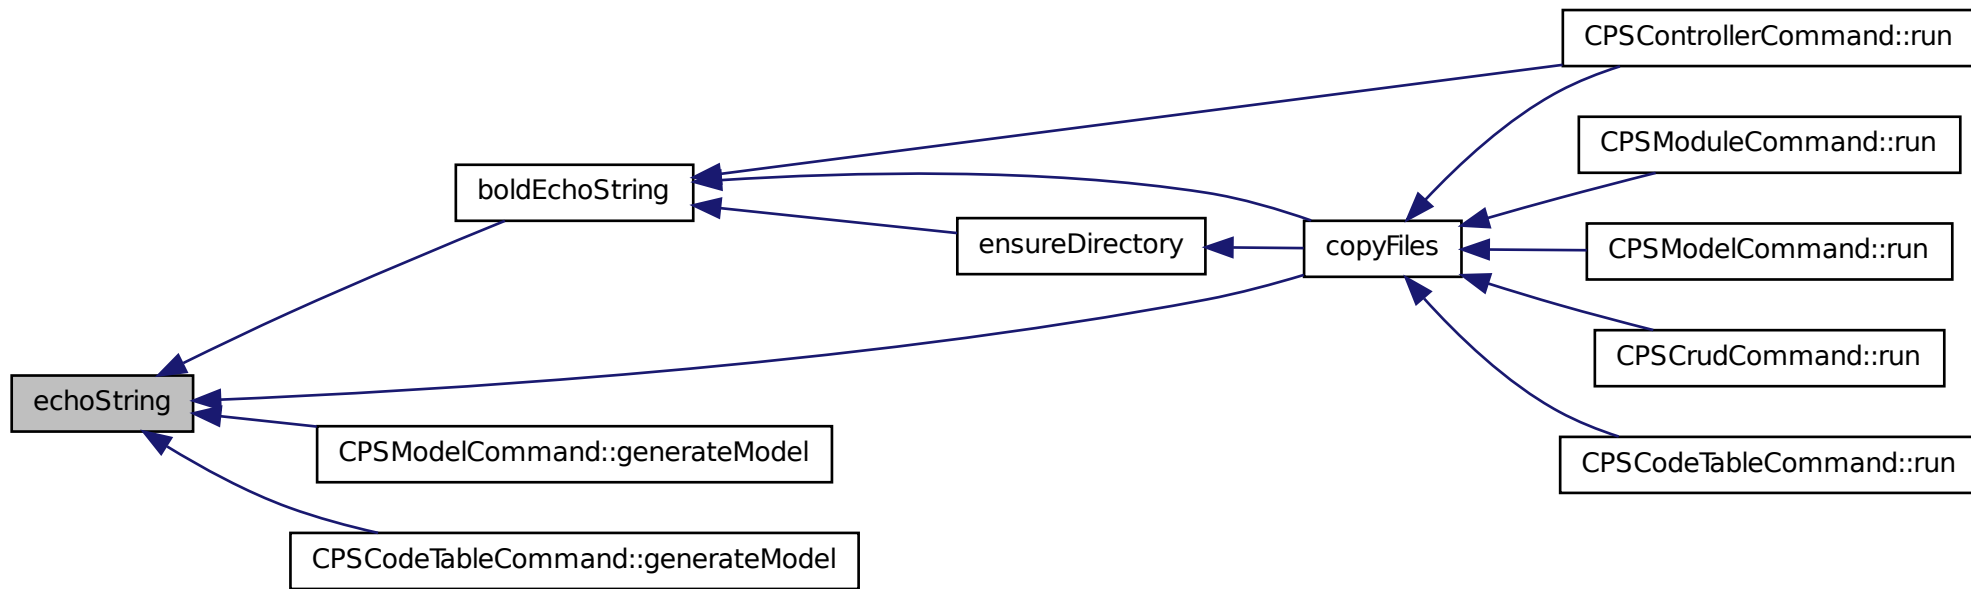 CPSControllerCommand::run
CPSModuleCommand::run
boldEchoString
ensureDirectory
copyFiles
CPSModelCommand::run
CPSCrudCommand::run
echoString
CPSModelCommand::generateModel
CPSCodeTableCommand::run
CPSCodeTableCommand::generateModel